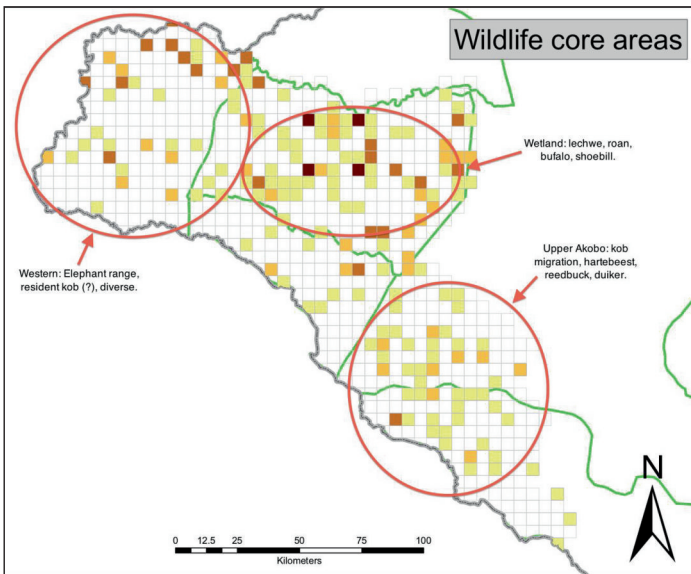 Wildlife core areas
Wetland: lechwe, roan,
bufalo, shoebill.
Upper Akobo: kob
migration, hartebeest,
reedbuck, duiker.
Western: Elephant range,
resident kob (?), diverse.
N
0 12.5 25 50 75 100
Kilometers